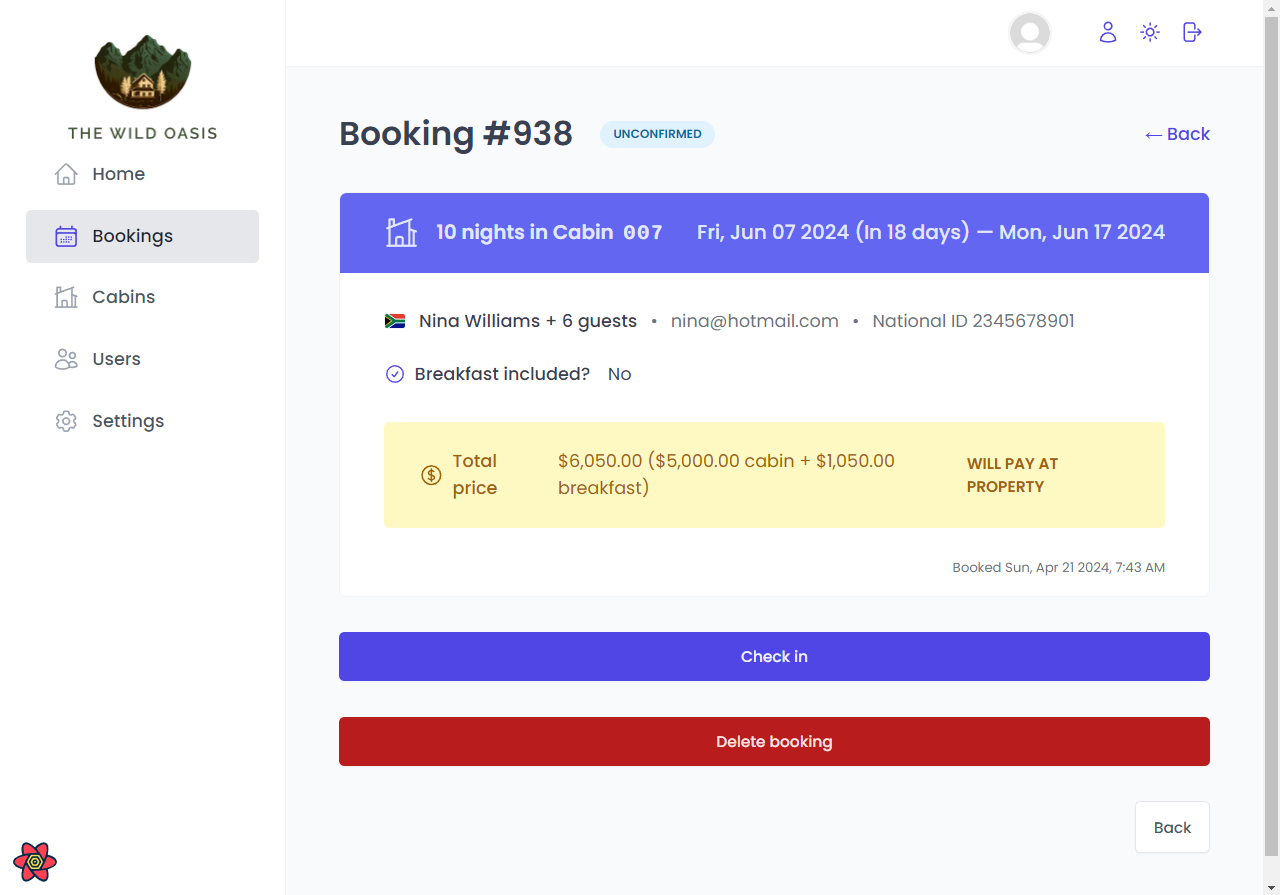 THE WILD OASIS
Home
Bookings
Cabins
Users
Settings
Booking #938
UNCONFIRMED
← Back
10 nights in Cabin 007
Fri, Jun 07 2024 (In 18 days) — Mon, Jun 17 2024
Nina Williams + 6 guests • nina@hotmail.com • National ID 2345678901
Breakfast included? No
Total price
$6,050.00 ($5,000.00 cabin + $1,050.00 breakfast)
WILL PAY AT PROPERTY
Booked Sun, Apr 21 2024, 7:43 AM
Check in
Delete booking
Back